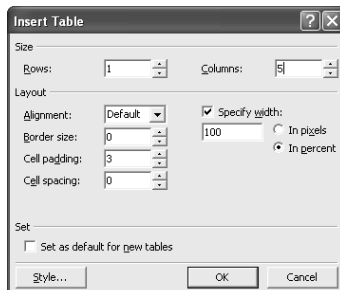 Insert Table
Size
Rows: 1 Columns: 5
Layout
Alignment: Default Specify width:
Border size: 0 100 In pixels
Cell padding: 3 In percent
Cell spacing: 0
Set
Set as default for new tables
Style... OK Cancel